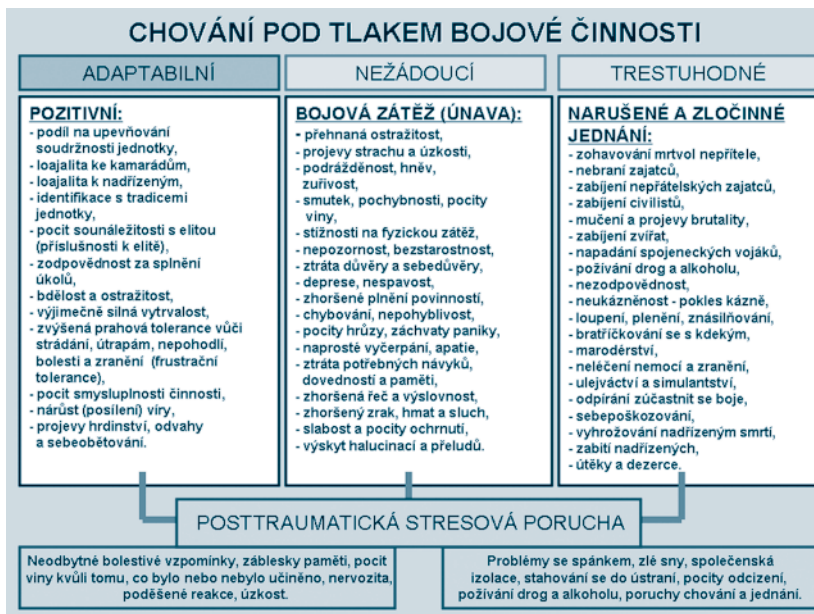 CHOVÁNÍ POD TLAKEM BOJOVÉ ČINNOSTI
ADAPTABILNÍ
POZITIVNÍ:
- podíl na upevňování
soudržnosti jednotky,
- loajalita ke kamarádům,
- loajalita k nadřízeným,
- identifikace s tradicemi
jednotky,
- pocit sounáležitosti s elitou
(příslušnosti k elitě),
- zodpovědnost za splnění
úkolů,
- bdělost a ostražitost,
- výjimečně silná vytrvalost,
- zvýšená prahová tolerance vůči
strádání, útrapám, nepohodlí,
bolesti a zranění (frustrační
tolerance),
- pocit smysluplnosti činnosti,
- nárůst (posílení) víry,
- projevy hrdinství, odvahy
a sebeobětování.
NEŽÁDOUCÍ
BOJOVÁ ZÁTĚŽ (ÚNAVA):
- přehnaná ostražitost,
- projevy strachu a úzkosti,
- podrážděnost, hněv,
zuřivost,
- smutek, pochybnosti, pocity
viny,
- stížnosti na fyzickou zátěž,
- nepozornost, bezstarostnost,
- ztráta důvěry a sebedůvěry,
- deprese, nespavost,
- zhoršené plnění povinností,
- chybování, nepohyblivost,
- pocity hrůzy, záchvaty paniky,
- naprosté vyčerpání, apatie,
- ztráta potřebných návyků,
dovedností a paměti,
- zhoršená řeč a výslovnost,
- zhoršený zrak, hmat a sluch,
- slabost a pocity ochrnutí,
- výskyt halucinací a přeludů.
TRESTUHODNÉ
NARUŠENÉ A ZLOČINNÉ
JEDNÁNÍ:
- zohavování mrtvol nepřítele,
- nebraní zajatců,
- zabíjení nepřátelských zajatců,
- zabíjení civilistů,
- mučení a projevy brutality,
- zabíjení zvířat,
- napadání spojeneckých vojáků,
- požívání drog a alkoholu,
- nezodpovědnost,
- neukázněnost - pokles kázně,
- loupení, plenění, znásilňování,
- bratříčkování se s kdekým,
- marodérství,
- neléčení nemocí a zranění,
- ulejváctví a simulantství,
- odpírání zúčastnit se boje,
- sebepoškozování,
- vyhrožování nadřízeným smrtí,
- zabití nadřízených,
- útěky a dezerce.
POSTTRAUMATICKÁ STRESOVÁ PORUCHA
Neodbytné bolestivé vzpomínky, záblesky paměti, pocit
viny kvůli tomu, co bylo nebo nebylo učiněno, nervozita,
poděšené reakce, úzkost.
Problémy se spánkem, zlé sny, společenská
izolace, stahování se do ústraní, pocity odcizení,
požívání drog a alkoholu, poruchy chování a jednání.